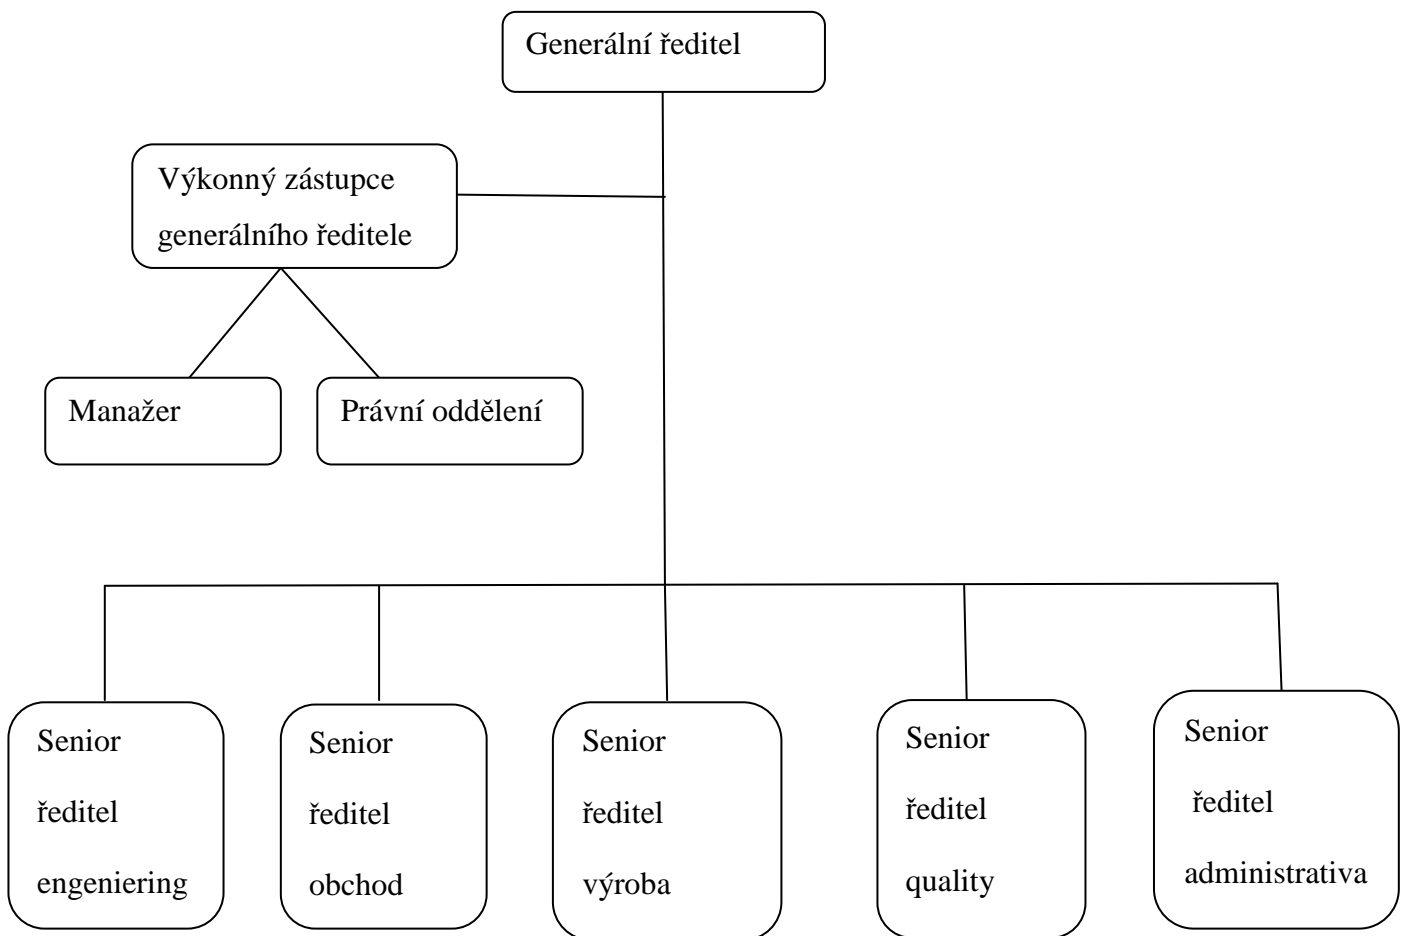 Generální ředitel
Výkonný zástupce
generálního ředitele
Manažer
Právní oddělení
Senior
ředitel
engeniering
Senior
ředitel
obchod
Senior
ředitel
výroba
Senior
ředitel
quality
Senior
ředitel
administrativa